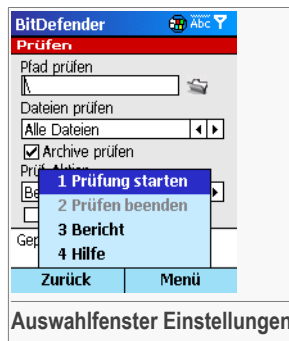 BitDefender Abc
Prüfen
Pfad prüfen
\
Dateien prüfen
Alle Dateien
Archive prüfen
1 Prüfung starten
2 Prüfen beenden
3 Bericht
4 Hilfe
Zurück Menü
Auswahlfenster Einstellungen